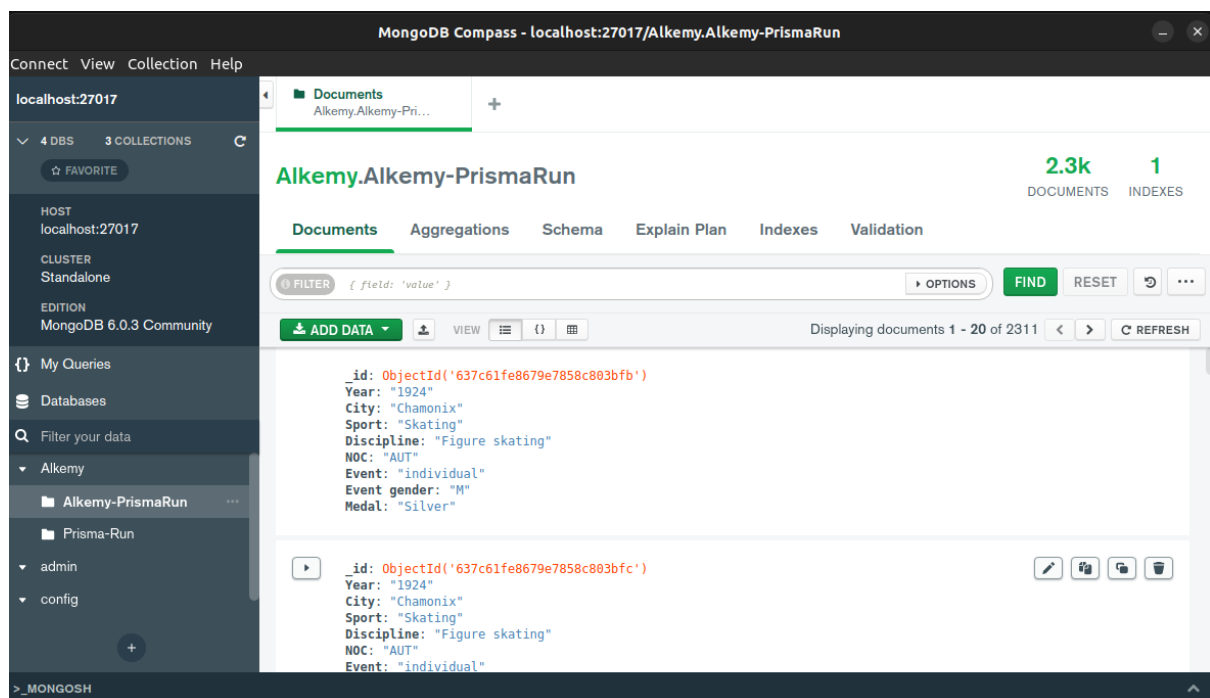 MongoDB Compass - localhost:27017/Alkemy.Alkemy-PrismaRun
Connect View Collection Help
localhost:27017
4 DBS 3 COLLECTIONS
FAVORITE
HOST
localhost:27017
CLUSTER
Standalone
EDITION
MongoDB 6.0.3 Community
{} My Queries
Databases
Filter your data
Alkemy
Alkemy-PrismaRun ...
Prisma-Run
admin
config
+
>_MONGOSH
Documents
Alkemy.Alkemy-Pri...
+
Alkemy.Alkemy-PrismaRun
2.3k 1
DOCUMENTS INDEXES
Documents Aggregations Schema Explain Plan Indexes Validation
FILTER { field: 'value' } OPTIONS FIND RESET ...
ADD DATA VIEW {} Displaying documents 1 - 20 of 2311 < > REFRESH
_id: ObjectId('637c61fe8679e7858c803bfb')
Year: "1924"
City: "Chamonix"
Sport: "Skating"
Discipline: "Figure skating"
NOC: "AUT"
Event: "individual"
Event gender: "M"
Medal: "Silver"
_id: ObjectId('637c61fe8679e7858c803bfc')
Year: "1924"
City: "Chamonix"
Sport: "Skating"
Discipline: "Figure skating"
NOC: "AUT"
Event: "individual"